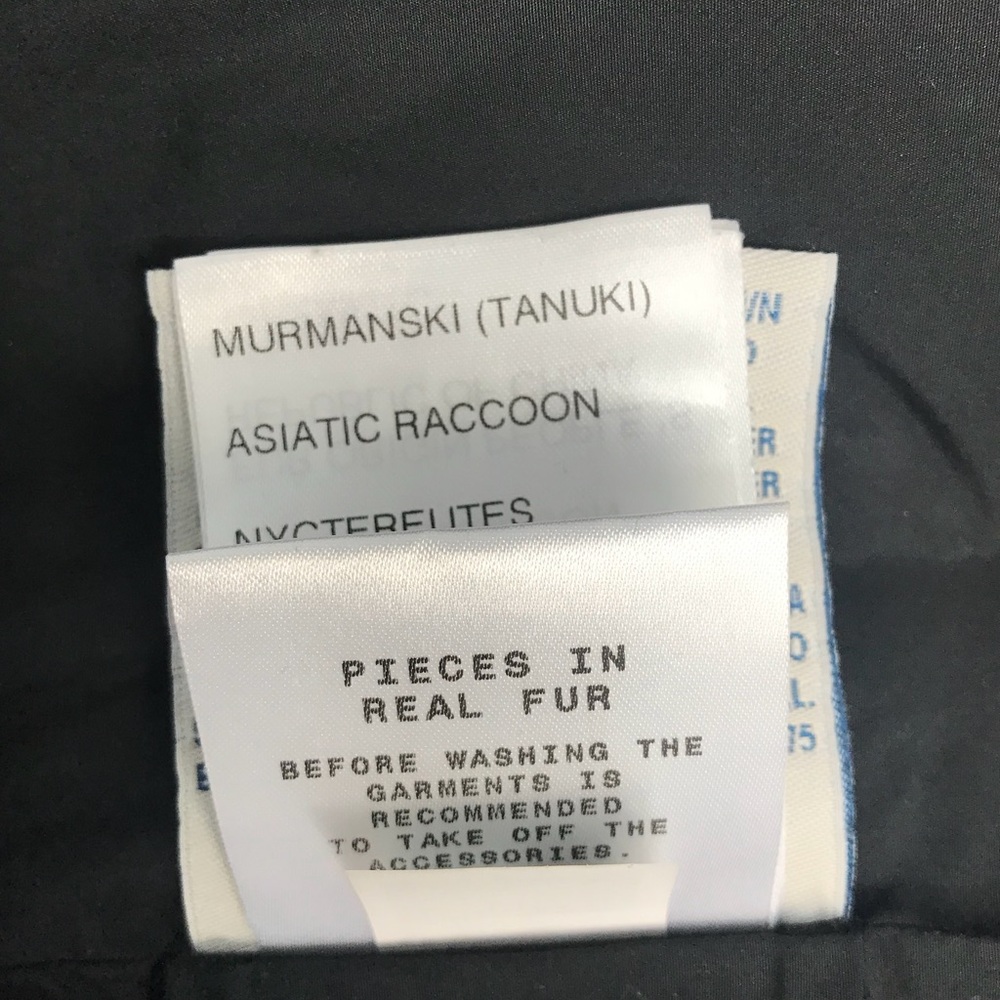 MURMANSKI (TANUKI)
ASIATIC RACCOON
NYCTEREUTES
PIECES IN
REAL FUR
BEFORE WASHING THE
GARMENTS IS
RECOMMENDED
TO TAKE OFF THE
ACCESSORIES.